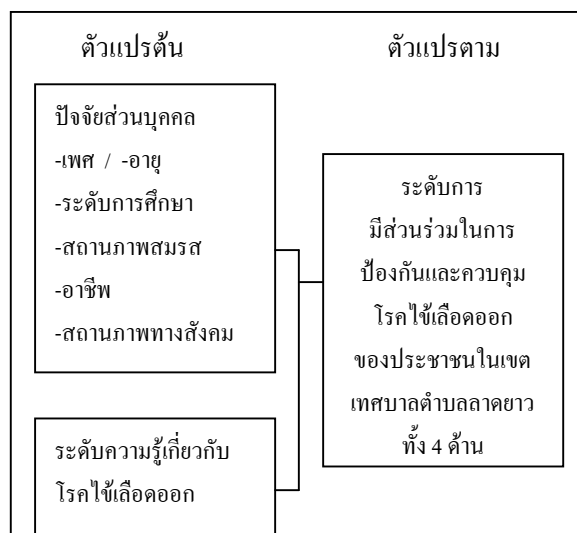 ตัวแปรต้น
ปัจจัยส่วนบุคคล
-เพศ / -อายุ
-ระดับการศึกษา
-สถานภาพสมรส
-อาชีพ
-สถานภาพทางสังคม
ระดับความรู้เกี่ยวกับ
โรคไข้เลือดออก
ตัวแปรตาม
ระดับการ
มีส่วนร่วมในการ
ป้องกันและควบคุม
โรคไข้เลือดออก
ของประชาชนในเขต
เทศบาลตำบลลาดยาว
ทั้ง 4 ด้าน